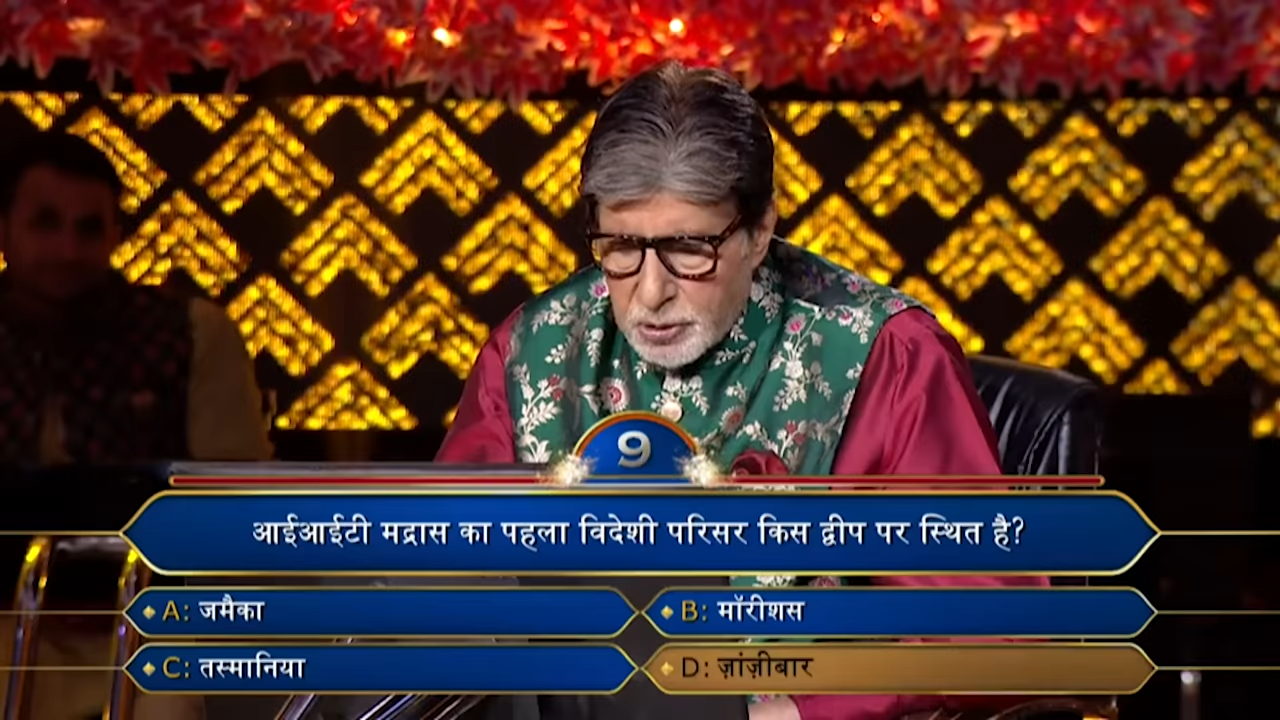 9
आईआईटी मद्रास का पहला विदेशी परिसर किस द्वीप पर स्थित है?
A: जमैका
B: मॉरीशस
C: तस्मानिया
D: ज़ांज़ीबार